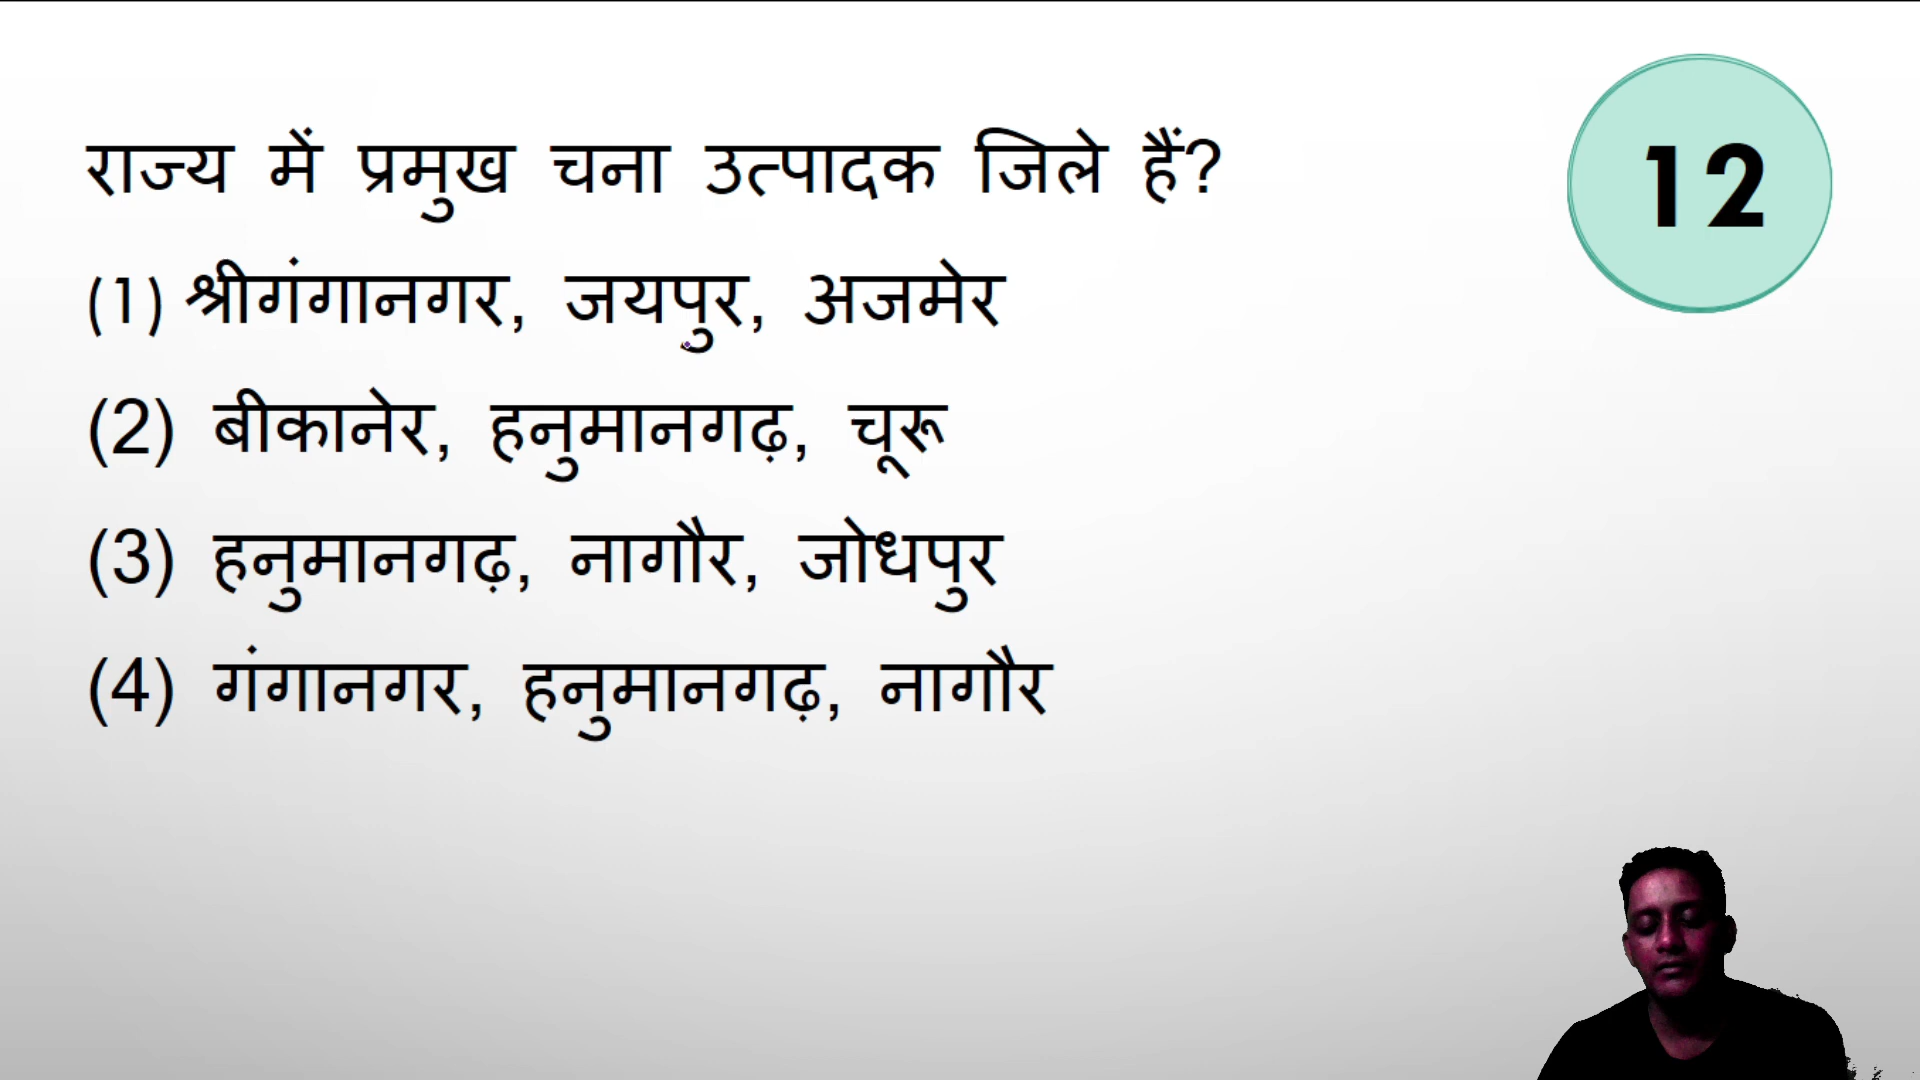 राज्य में प्रमुख चना उत्पादक जिले हैं?
12
(1) श्रीगंगानगर, जयपुर, अजमेर
(2) बीकानेर, हनुमानगढ़, चूरू
(3) हनुमानगढ़, नागौर, जोधपुर
(4) गंगानगर, हनुमानगढ़, नागौर